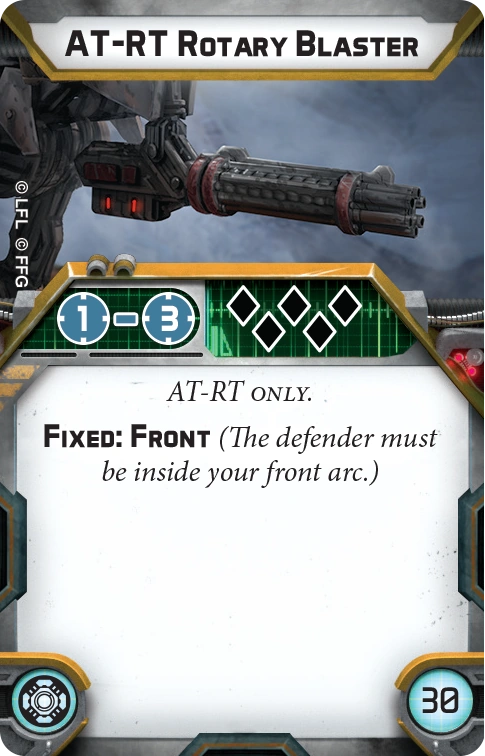 AT-RT ROTARY BLASTER
© LFL © FFG
1 - 3
AT-RT ONLY.
FIXED: FRONT (The defender must
be inside your front arc.)
30